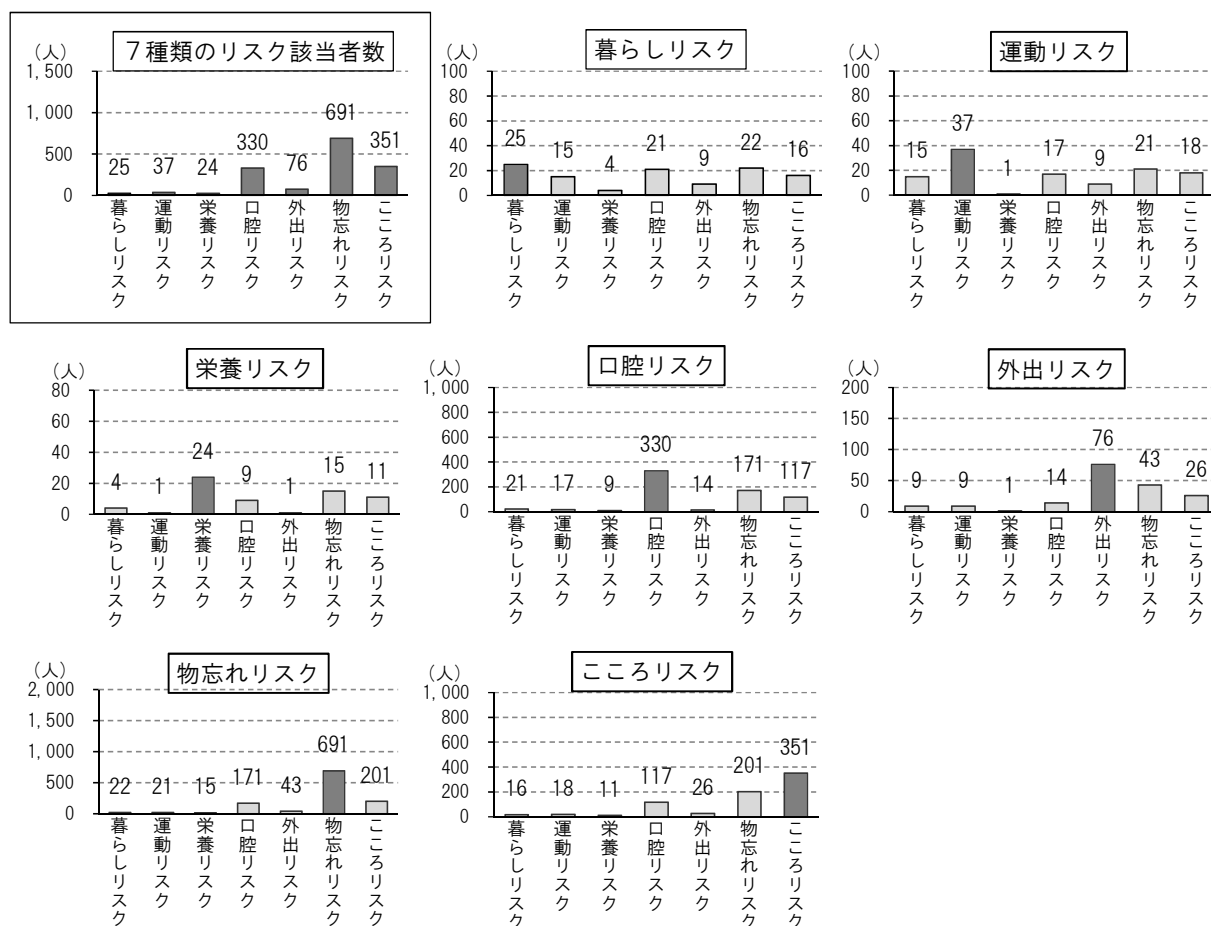 7種類のリスク該当者数
（人）
1,500
1,000
500
0
25 37 24 330 76 691 351
暮らしリスク
運動リスク
栄養リスク
口腔リスク
外出リスク
物忘れリスク
こころリスク
暮らしリスク
（人）
100
80
60
40
20
0
25 15 4 21 9 22 16
暮らしリスク
運動リスク
栄養リスク
口腔リスク
外出リスク
物忘れリスク
こころリスク
運動リスク
（人）
100
80
60
40
20
0
15 37 1 17 9 21 18
暮らしリスク
運動リスク
栄養リスク
口腔リスク
外出リスク
物忘れリスク
こころリスク
栄養リスク
（人）
80
60
40
20
0
4 1 24 9 1 15 11
暮らしリスク
運動リスク
栄養リスク
口腔リスク
外出リスク
物忘れリスク
こころリスク
口腔リスク
（人）
1,000
800
600
400
200
0
21 17 9 330 14 171 117
暮らしリスク
運動リスク
栄養リスク
口腔リスク
外出リスク
物忘れリスク
こころリスク
外出リスク
（人）
200
150
100
50
0
9 9 1 14 76 43 26
暮らしリスク
運動リスク
栄養リスク
口腔リスク
外出リスク
物忘れリスク
こころリスク
物忘れリスク
（人）
2,000
1,500
1,000
500
0
22 21 15 171 43 691 201
暮らしリスク
運動リスク
栄養リスク
口腔リスク
外出リスク
物忘れリスク
こころリスク
こころリスク
（人）
1,000
800
600
400
200
0
16 18 11 117 26 201 351
暮らしリスク
運動リスク
栄養リスク
口腔リスク
外出リスク
物忘れリスク
こころリスク